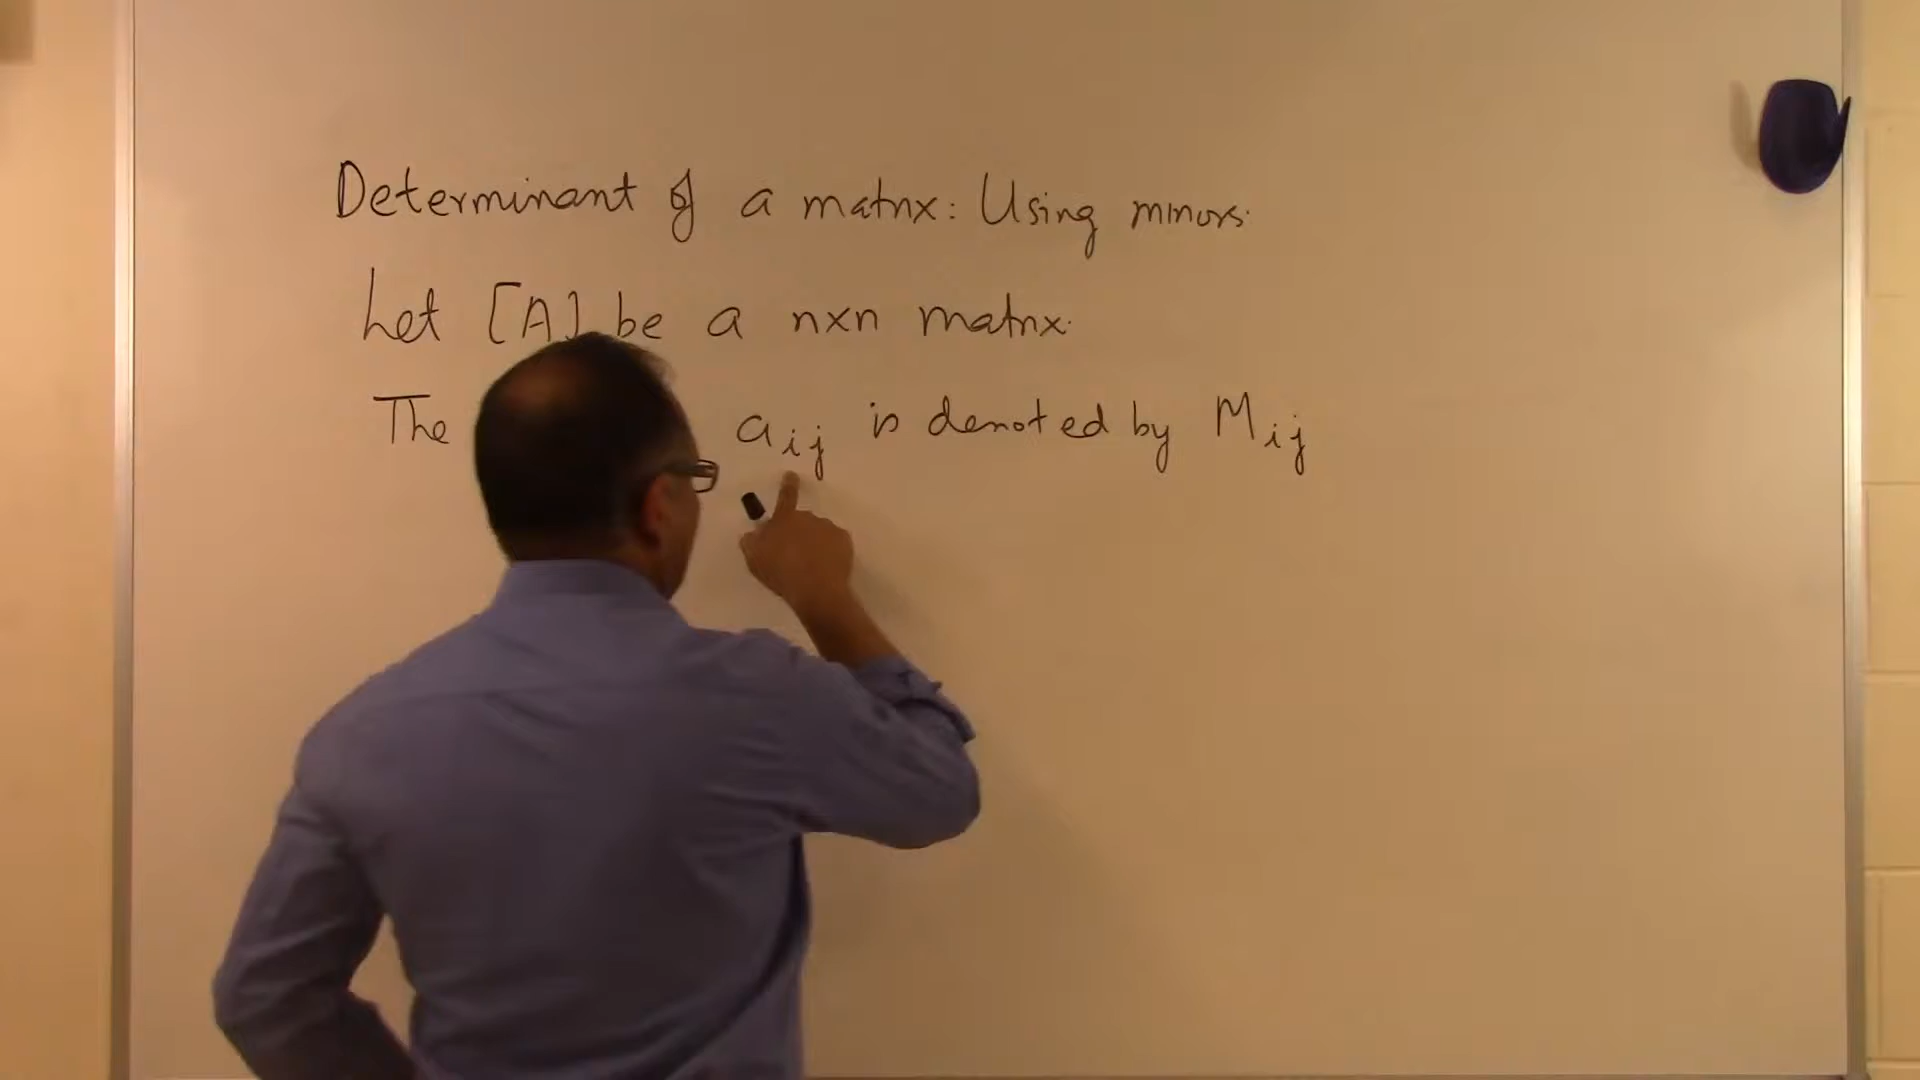 Determinant of a matrix: Using minors.
Let [A] be a nxn matrix.
The aij is denoted by Mij